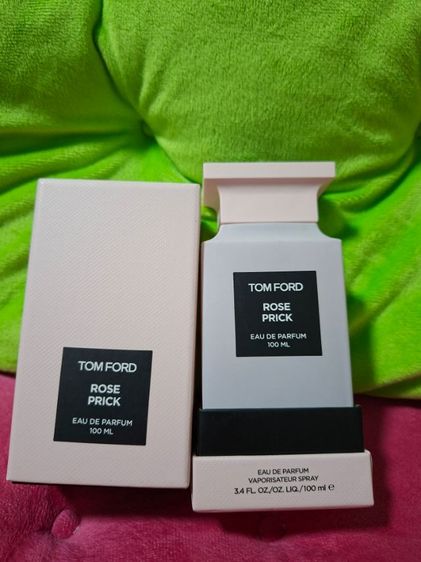 TOM FORD
ROSE
PRICK
EAU DE PARFUM
100 ML
TOM FORD
ROSE
PRICK
EAU DE PARFUM
100 ML
EAU DE PARFUM
VAPORISATEUR SPRAY
3.4 FL. OZ./OZ. LIQ./100 ml ℮